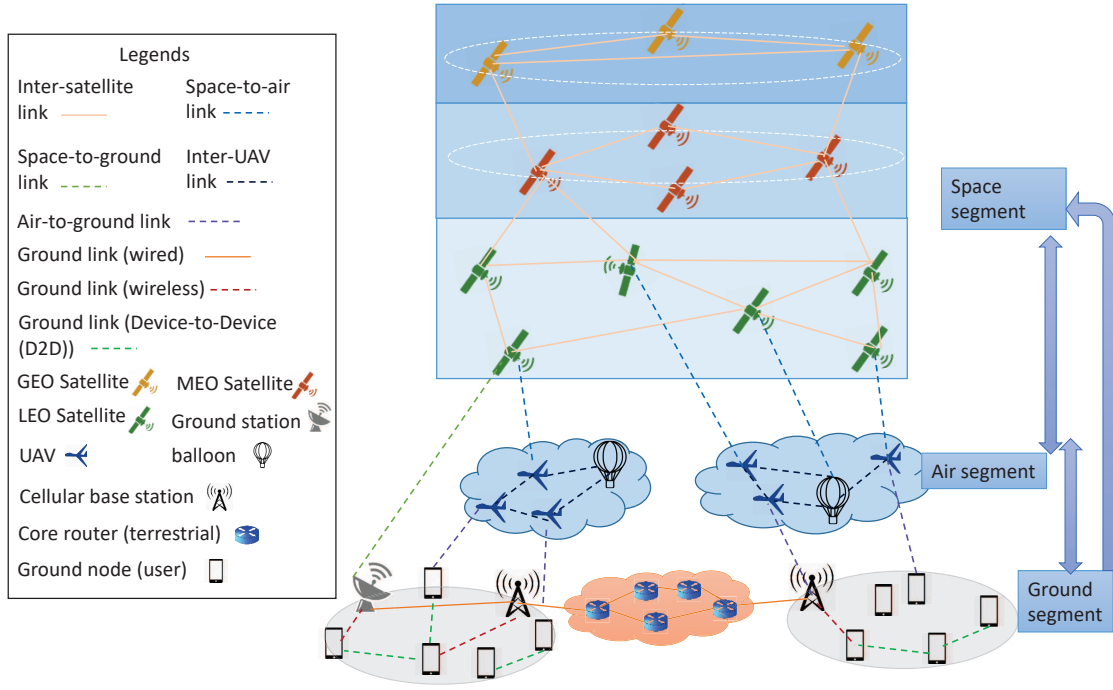 Legends
Inter-satellite
link
Space-to-air
link
Space-to-ground
link
Inter-UAV
link
Air-to-ground link
Ground link (wired)
Ground link (wireless)
Ground link (Device-to-Device
(D2D))
GEO Satellite
MEO Satellite
LEO Satellite
Ground station
UAV
balloon
Cellular base station
Core router (terrestrial)
Ground node (user)
Space
segment
Air segment
Ground
segment